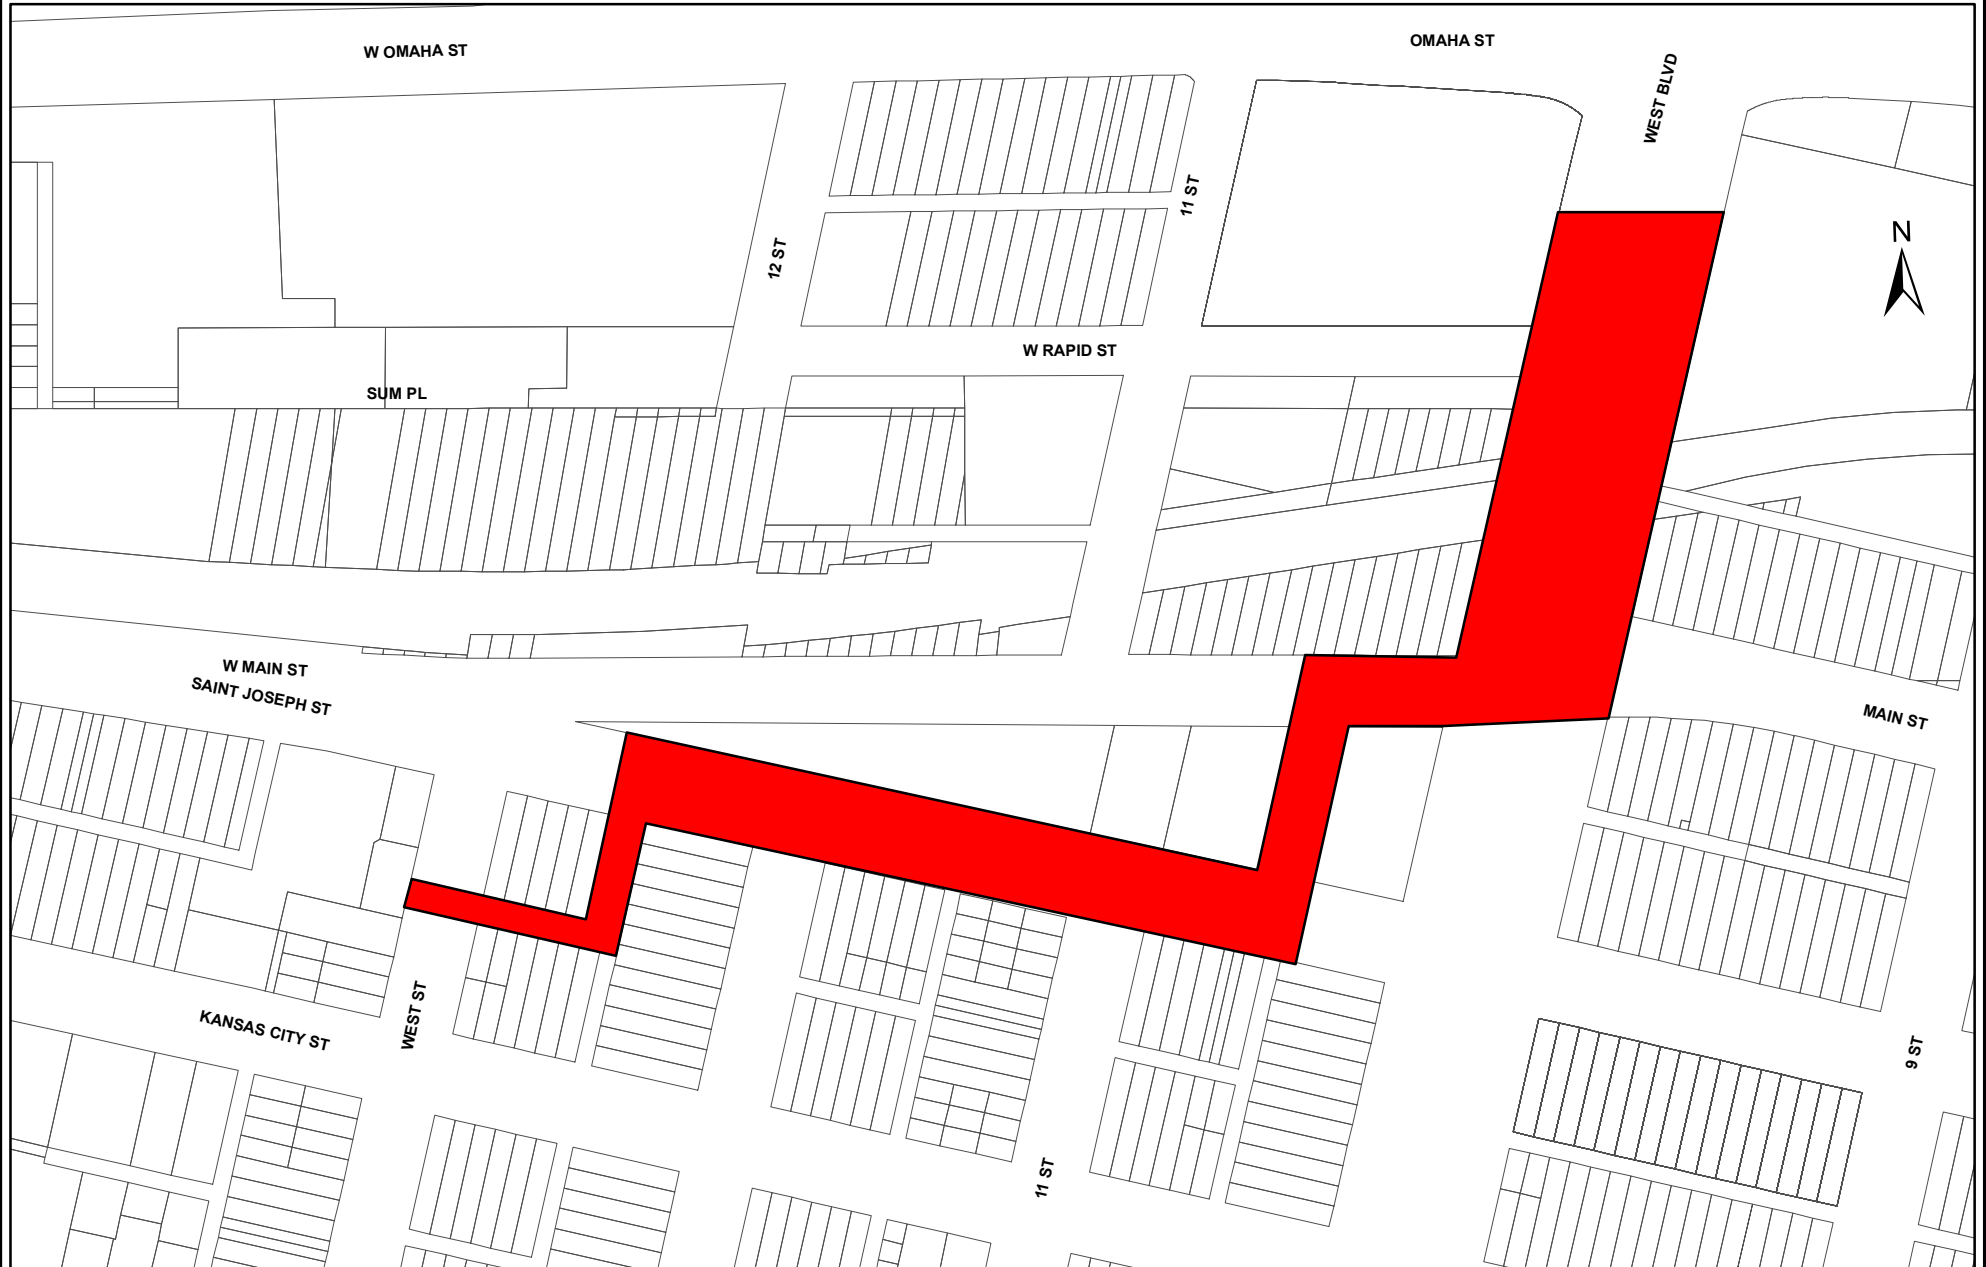 W OMAHA ST
OMAHA ST
WEST BLVD
11 ST
N
12 ST
W RAPID ST
SUM PL
W MAIN ST
SAINT JOSEPH ST
MAIN ST
WEST ST
KANSAS CITY ST
9 ST
11 ST